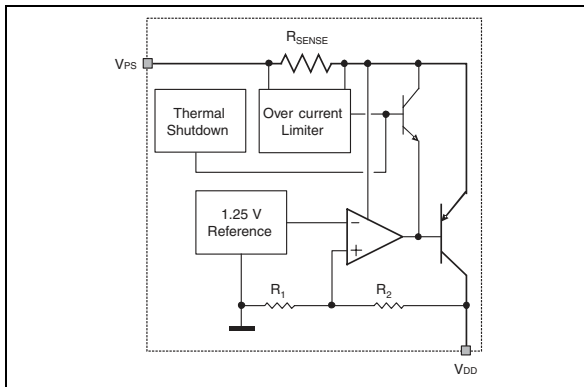 RSENSE
VPS
Thermal
Shutdown
Over current
Limiter
1.25 V
Reference
−
+
R1
R2
VDD